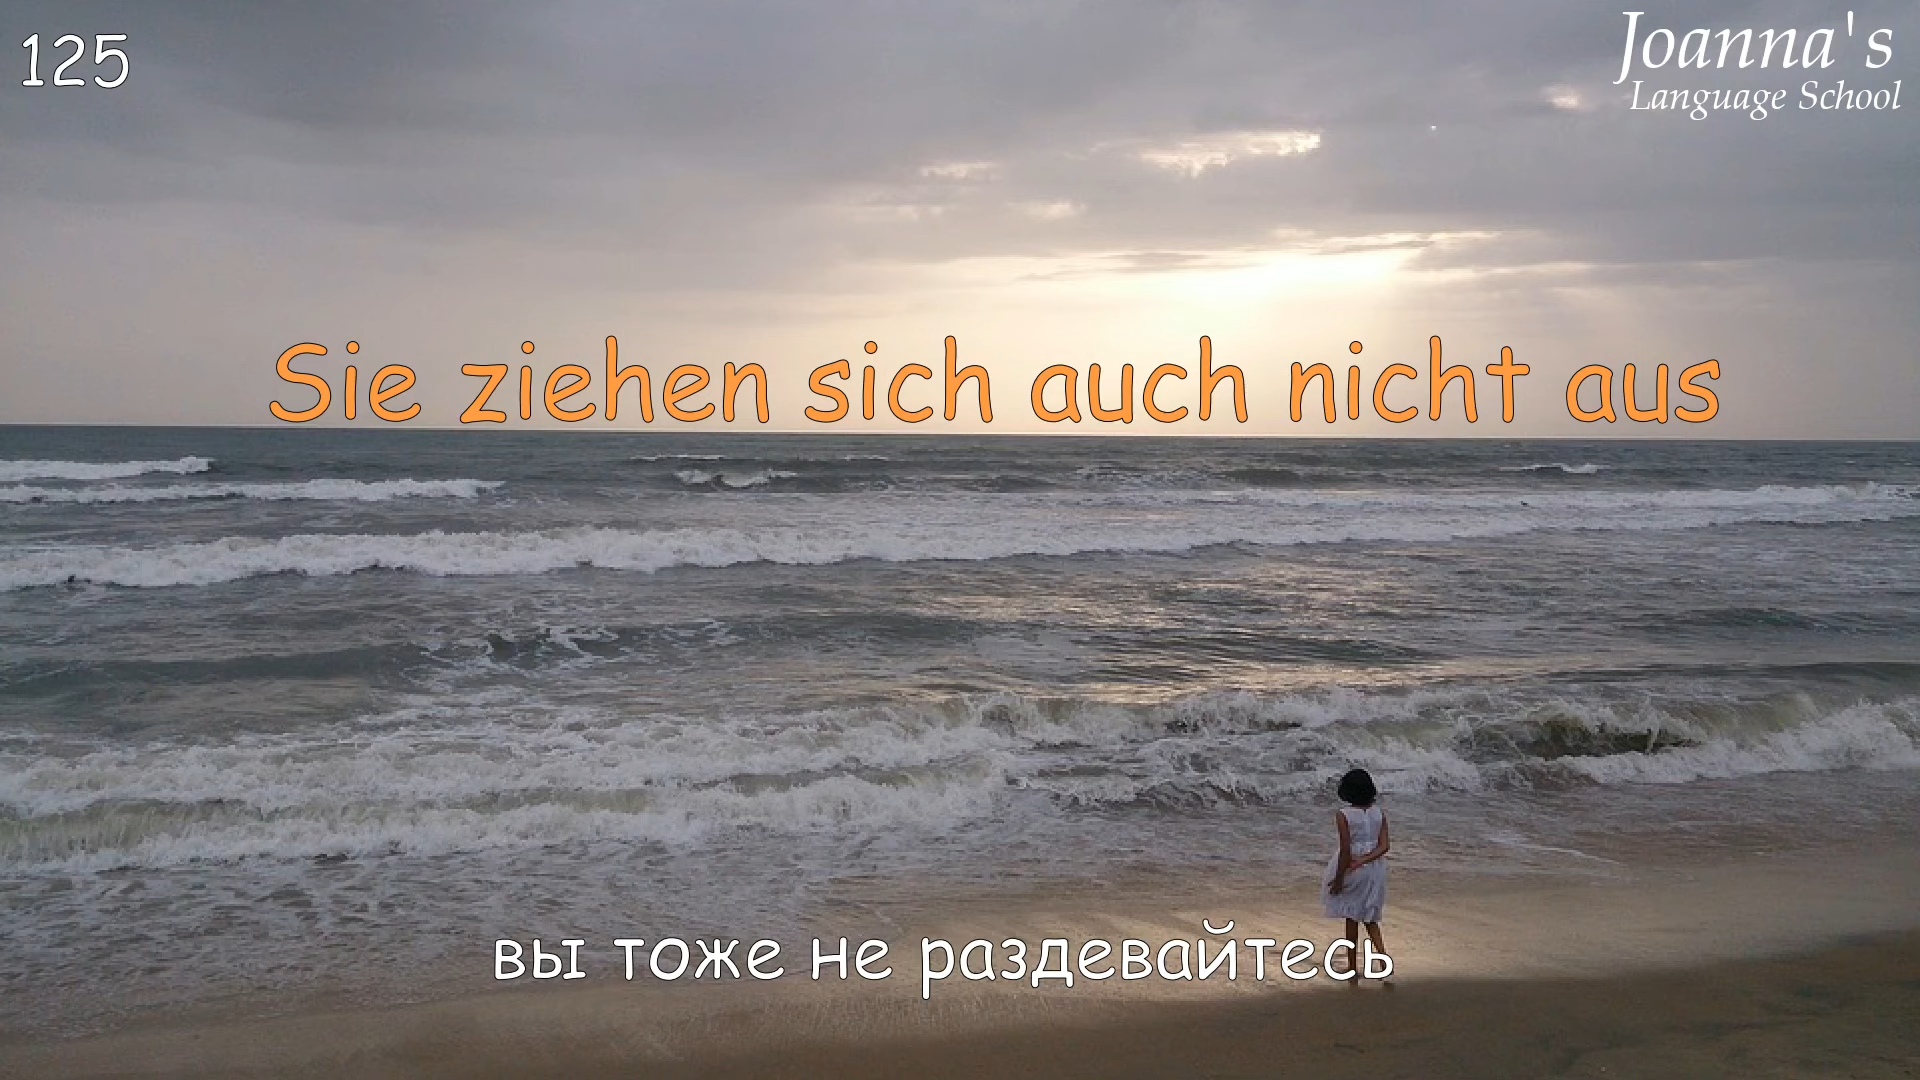 125
Joanna's
Language School
Sie ziehen sich auch nicht aus
вы тоже не раздевайтесь